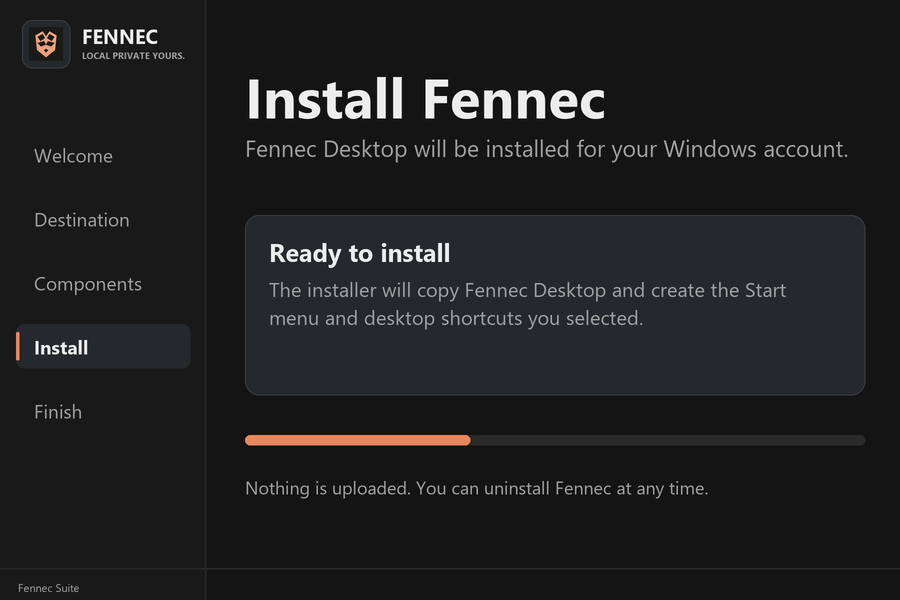 FENNEC
LOCAL PRIVATE YOURS.
Welcome
Destination
Components
Install
Finish
Fennec Suite
Install Fennec
Fennec Desktop will be installed for your Windows account.
Ready to install
The installer will copy Fennec Desktop and create the Start
menu and desktop shortcuts you selected.
Nothing is uploaded. You can uninstall Fennec at any time.